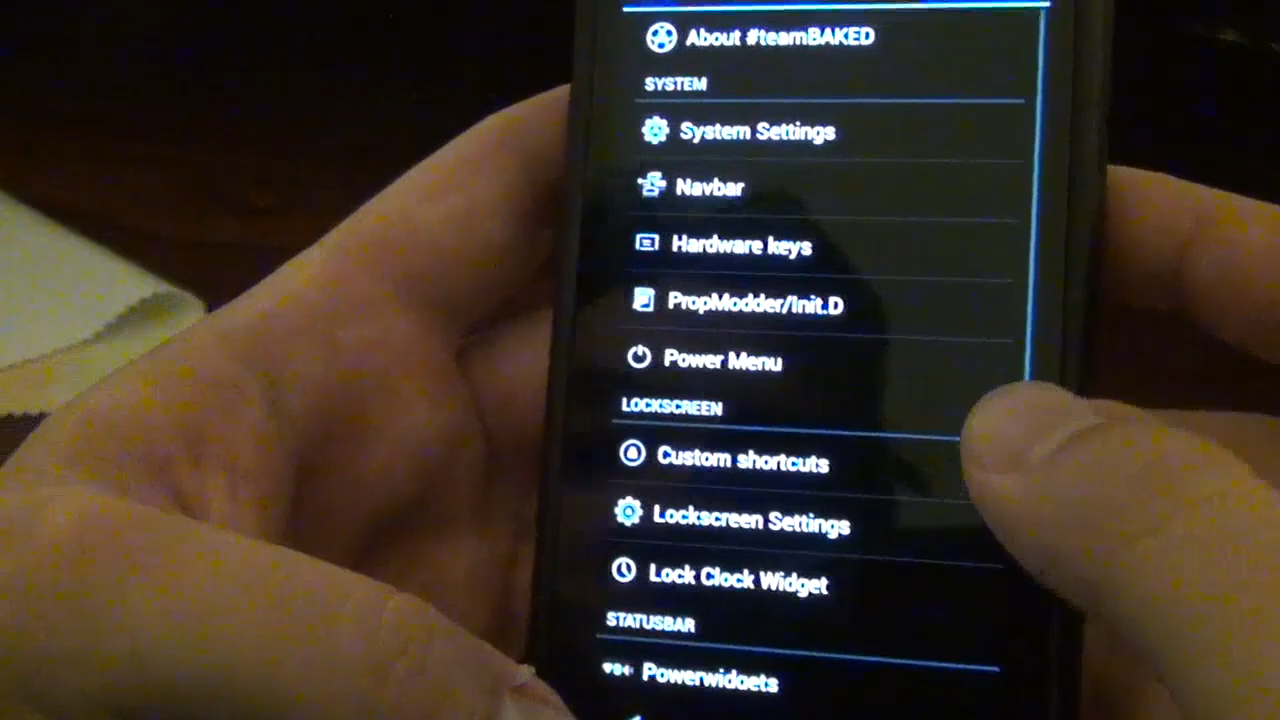 About #teamBAKED
SYSTEM
System Settings
Navbar
Hardware keys
PropModder/Init.D
Power Menu
LOCKSCREEN
Custom shortcuts
Lockscreen Settings
Lock Clock Widget
STATUSBAR
Powerwidgets